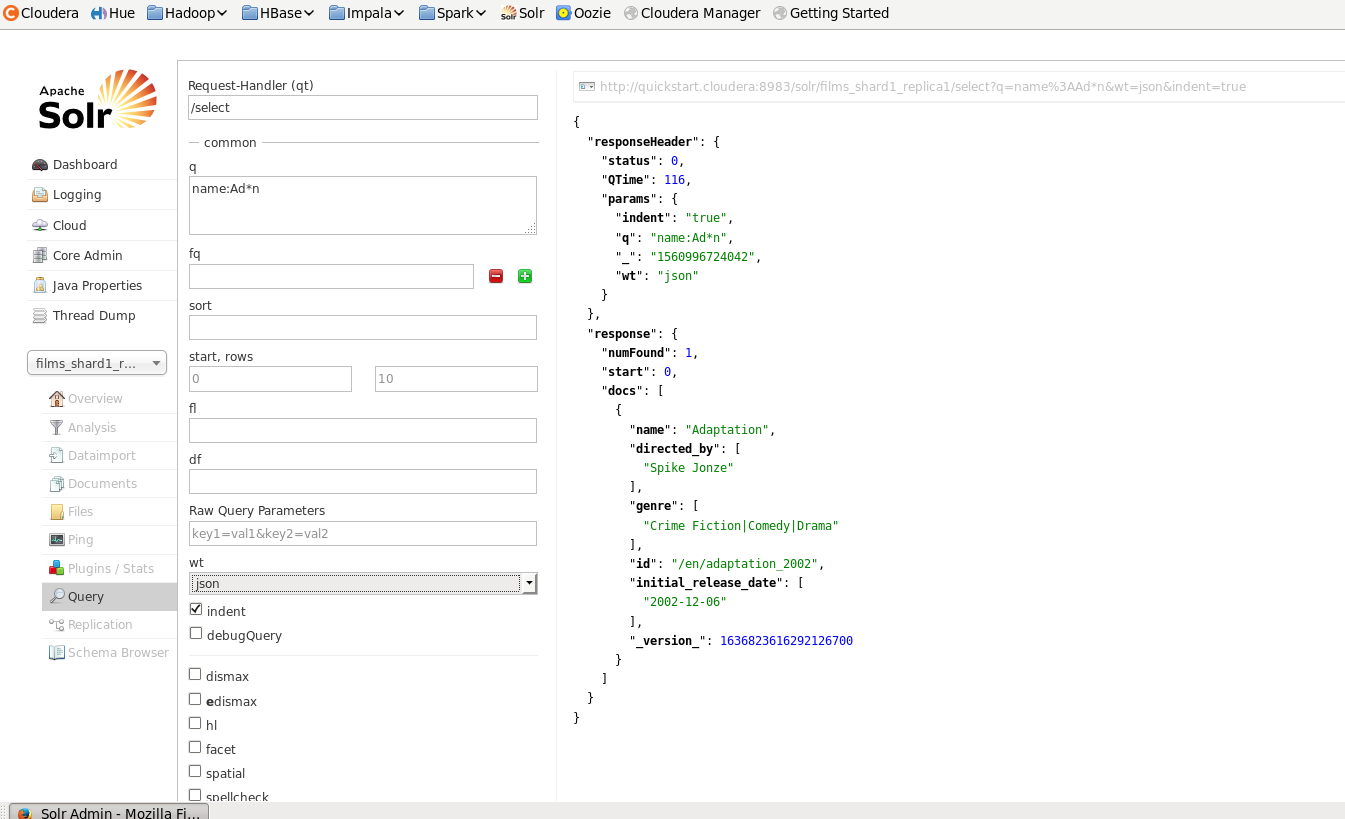 Cloudera Hue Hadoop HBase Impala Spark Solr Oozie Cloudera Manager Getting Started
Apache
Solr
Dashboard
Logging
Cloud
Core Admin
Java Properties
Thread Dump
films_shard1_r...
Overview
Analysis
Dataimport
Documents
Files
Ping
Plugins / Stats
Query
Replication
Schema Browser
Request-Handler (qt)
/select
common
q
name:Ad*n
fq
sort
start, rows
0 10
fl
df
Raw Query Parameters
key1=val1&key2=val2
wt
json
indent
debugQuery
dismax
edismax
hl
facet
spatial
spellcheck
http://quickstart.cloudera:8983/solr/films_shard1_replica1/select?q=name%3AAd*n&wt=json&indent=true
{
"responseHeader": {
"status": 0,
"QTime": 116,
"params": {
"indent": "true",
"q": "name:Ad*n",
"_": "1560996724042",
"wt": "json"
}
},
"response": {
"numFound": 1,
"start": 0,
"docs": [
{
"name": "Adaptation",
"directed_by": [
"Spike Jonze"
],
"genre": [
"Crime Fiction|Comedy|Drama"
],
"id": "/en/adaptation_2002",
"initial_release_date": [
"2002-12-06"
],
"_version_": 1636823616292126700
}
]
}
}
Solr Admin - Mozilla Fi...